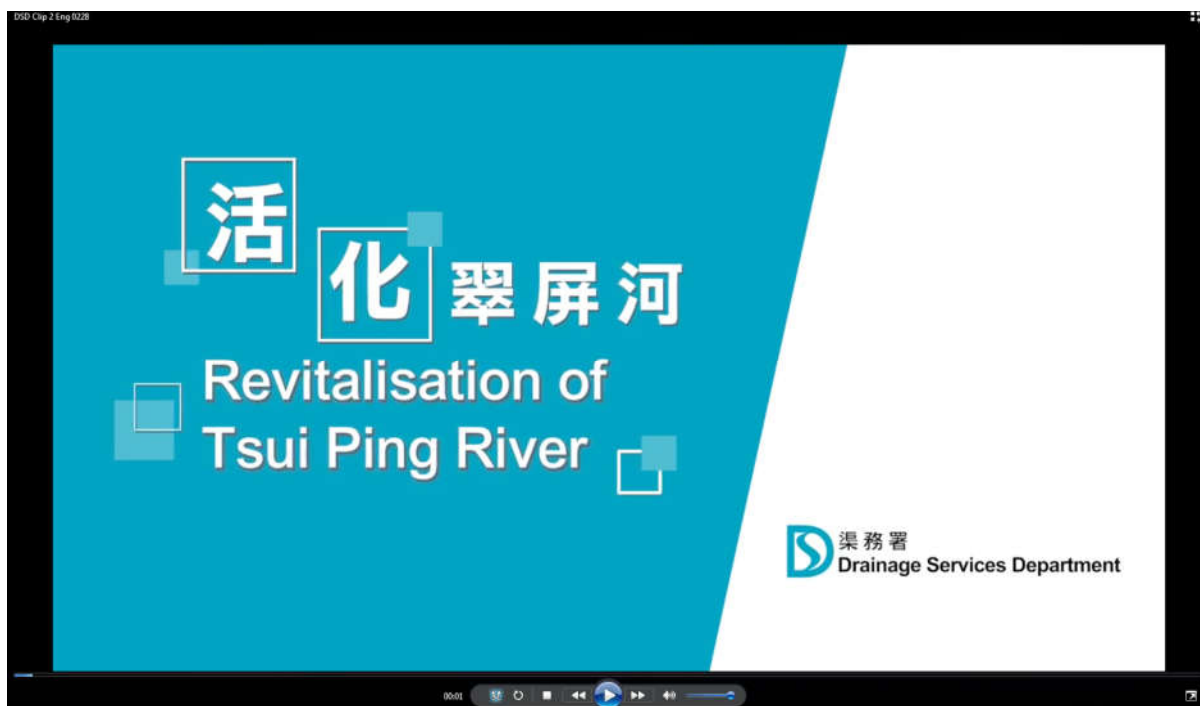 DSD Clip 2 Eng 0228
活化翠屏河
Revitalisation of
Tsui Ping River
渠務署
Drainage Services Department
00:01